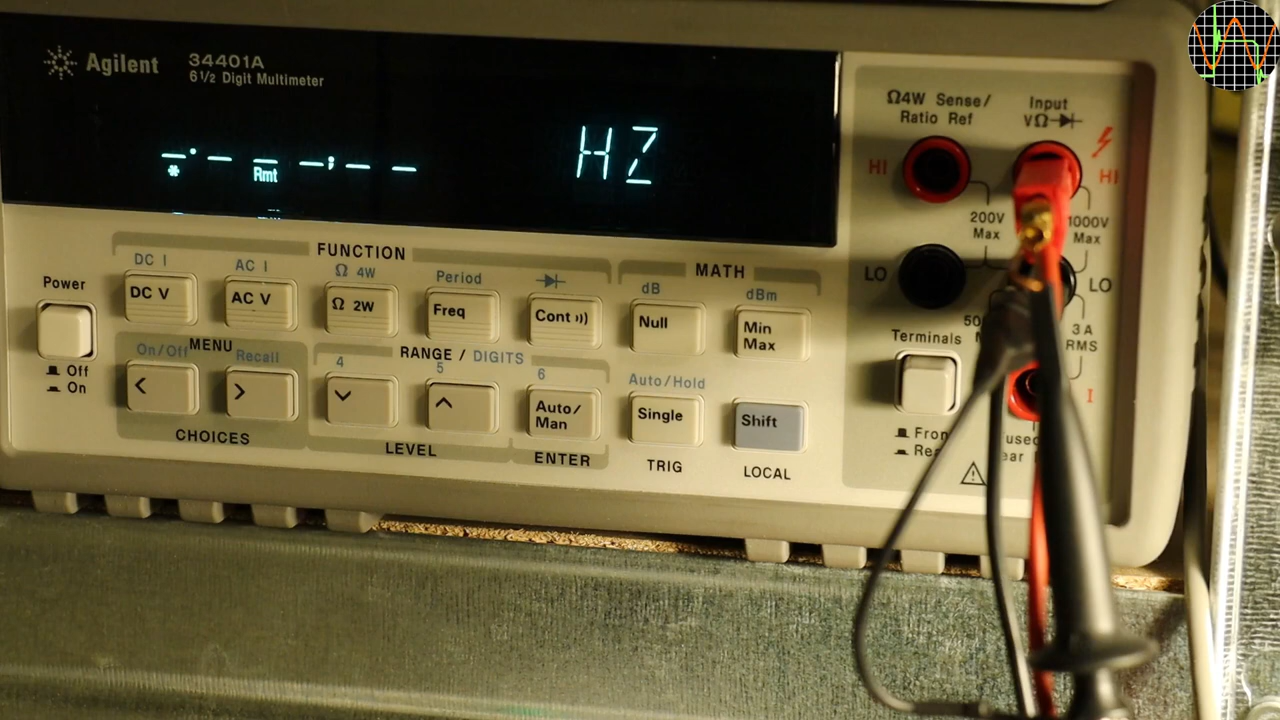 Agilent
34401A
6½ Digit Multimeter
-.--- -,-- HZ
*
Rmt
Ω4W Sense/
Ratio Ref
Input
VΩ
HI
HI
200V
Max
1000V
Max
LO
LO
3 A
RMS
I
Terminals
FUNCTION
MATH
Power
DC I
AC I
Ω 4W
Period
dB
dBm
DC V
AC V
Ω 2W
Freq
Cont
Null
Min
Max
Off
On
MENU
On/Off
Recall
RANGE / DIGITS
4
5
6
Auto/Hold
<
>
Auto/
Man
Single
Shift
CHOICES
LEVEL
ENTER
TRIG
LOCAL